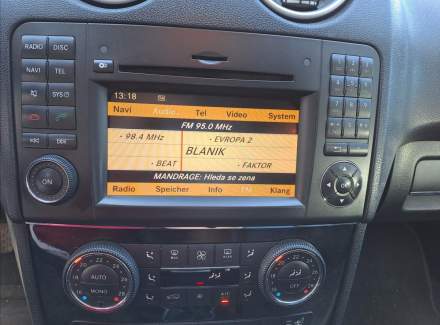 RADIO DISC
NAVI TEL
SYS
13:18
Navi Audio Tel Video System
FM 95.0 MHz
98.4 MHz EVROPA 2
BLANIK
BEAT FAKTOR
MANDRAGE: Hleda se zena
Radio Speicher Info FM Klang
ON
AUTO
MONO
OFF